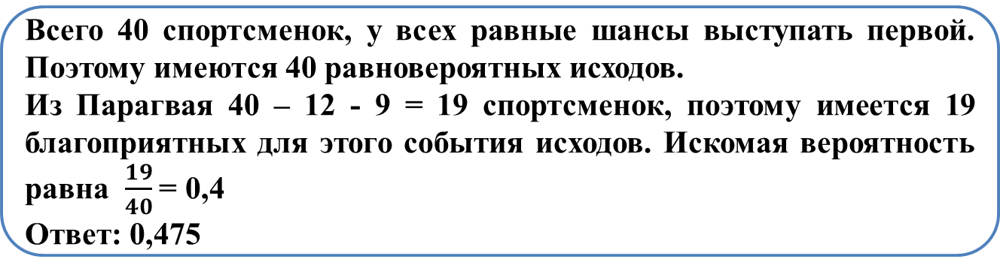 Всего 40 спортсменок, у всех равные шансы выступать первой.
Поэтому имеются 40 равновероятных исходов.
Из Парагвая 40 – 12 - 9 = 19 спортсменок, поэтому имеется 19
благоприятных для этого события исходов. Искомая вероятность
равна 19/40 = 0,4
Ответ: 0,475